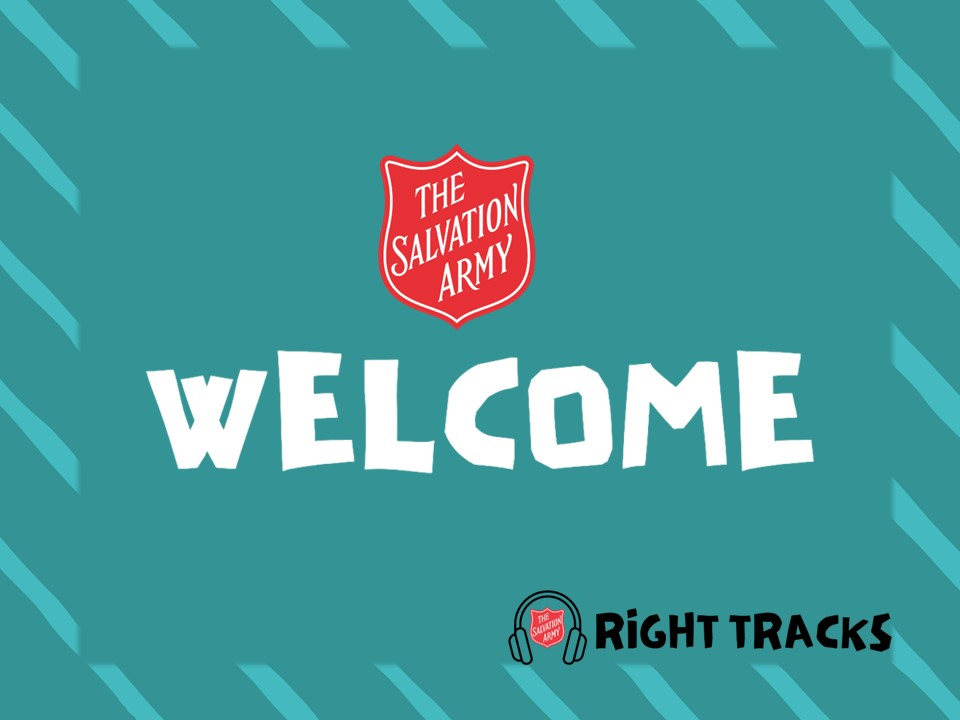 THE
SALVATION
ARMY
WELCOME
THE
SALVATION
ARMY
RiGHT TRACKS